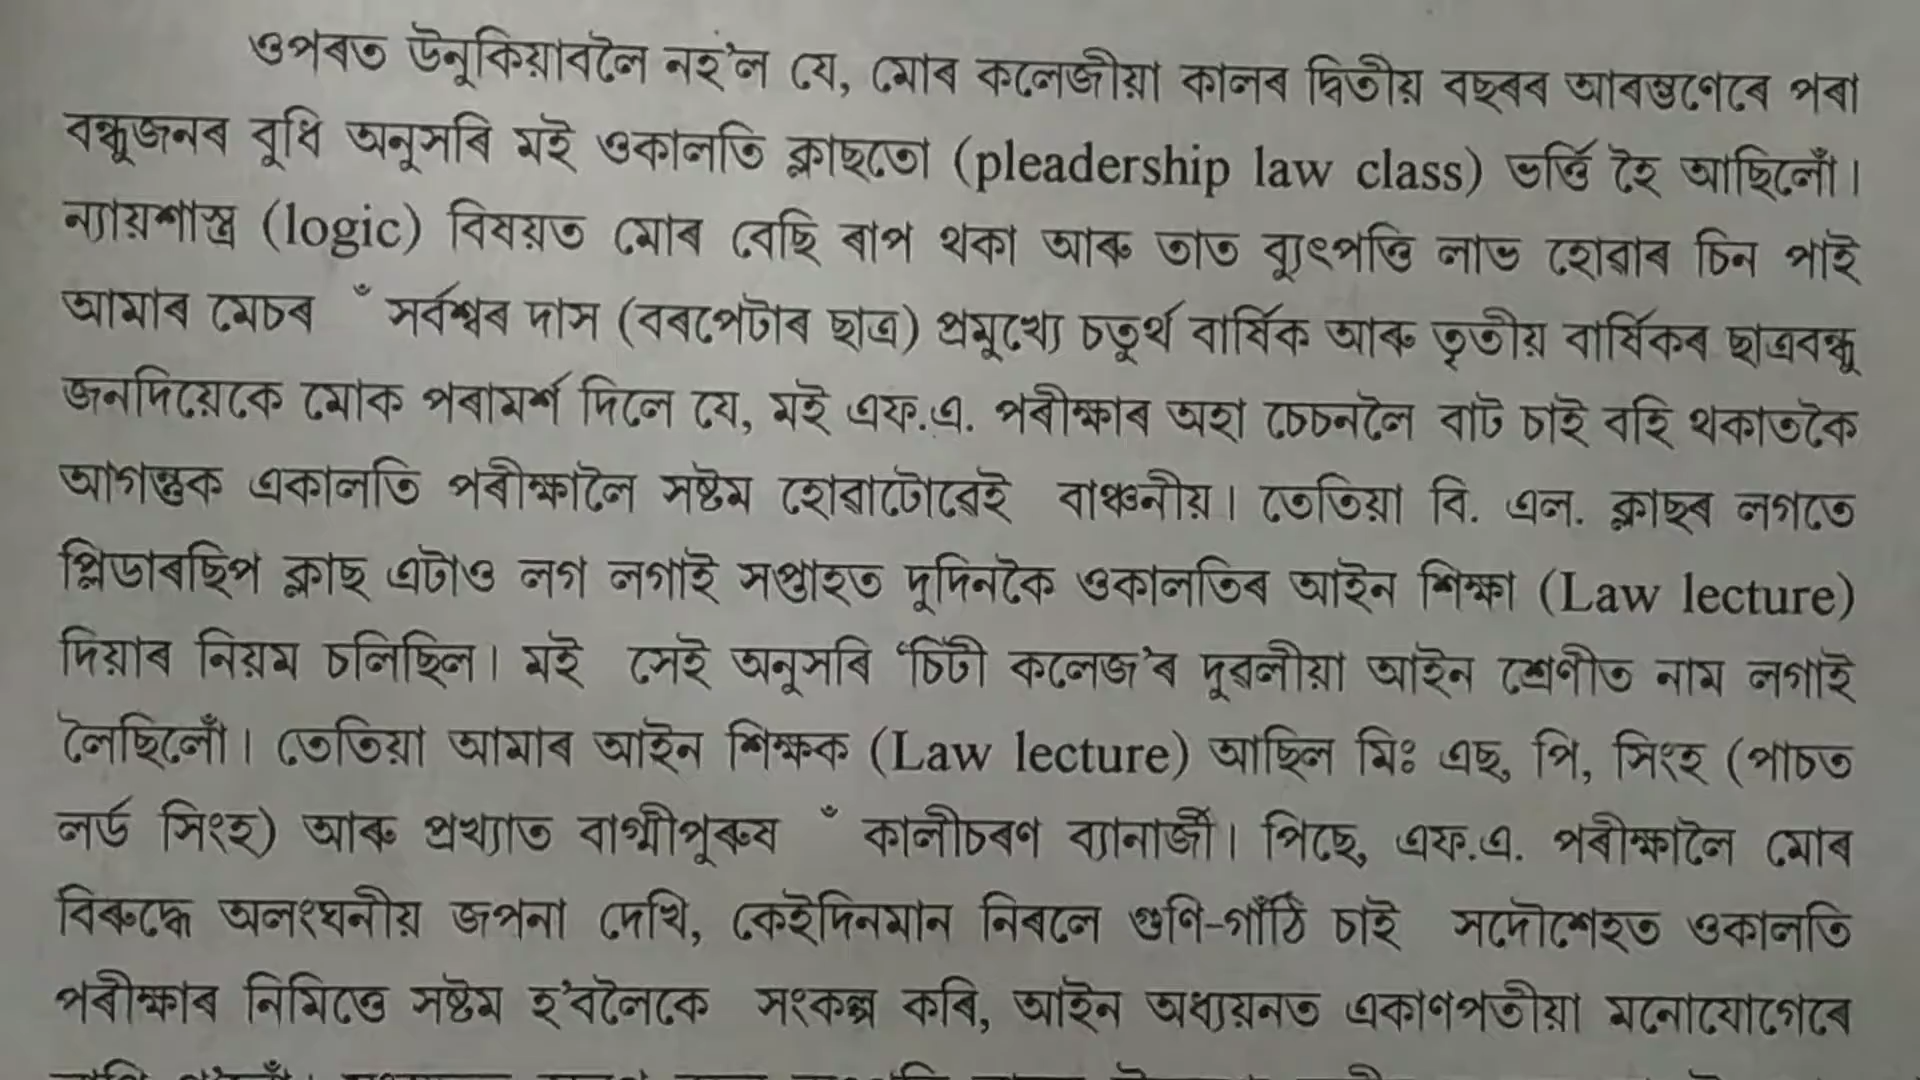 ওপৰত উনুকিয়াবলৈ নহ'ল যে, মোৰ কলেজীয়া কালৰ দ্বিতীয় বছৰৰ আৰম্ভণেৰে পৰা
বন্ধুজনৰ বুধি অনুসৰি মই ওকালতি ক্লাছতো (pleadership law class) ভৰ্ত্তি হৈ আছিলোঁ।
ন্যায়শাস্ত্ৰ (logic) বিষয়ত মোৰ বেছি ৰাপ থকা আৰু তাত ব্যুৎপত্তি লাভ হোৱাৰ চিন পাই
আমাৰ মেচৰ ঁ সৰ্বশ্বৰ দাস (বৰপেটাৰ ছাত্ৰ) প্ৰমুখ্যে চতুৰ্থ বাৰ্ষিক আৰু তৃতীয় বাৰ্ষিকৰ ছাত্ৰবন্ধু
জনদিয়েকে মোক পৰামৰ্শ দিলে যে, মই এফ.এ. পৰীক্ষাৰ অহা চেচনলৈ বাট চাই বহি থকাতকৈ
আগন্তুক একালতি পৰীক্ষালৈ সষ্টম হোৱাটোৱেই বাঞ্চনীয়। তেতিয়া বি. এল. ক্লাছৰ লগতে
প্লিডাৰছিপ ক্লাছ এটাও লগ লগাই সপ্তাহত দুদিনকৈ ওকালতিৰ আইন শিক্ষা (Law lecture)
দিয়াৰ নিয়ম চলিছিল। মই সেই অনুসৰি ‘চিটী কলেজ’ৰ দুৱলীয়া আইন শ্ৰেণীত নাম লগাই
লৈছিলোঁ। তেতিয়া আমাৰ আইন শিক্ষক (Law lecture) আছিল মিঃ এছ, পি, সিংহ (পাচত
লৰ্ড সিংহ) আৰু প্ৰখ্যাত বাগ্মীপুৰুষ ঁ কালীচৰণ ব্যানাৰ্জী। পিছে, এফ.এ. পৰীক্ষালৈ মোৰ
বিৰুদ্ধে অলংঘনীয় জপনা দেখি, কেইদিনমান নিৰলে গুণি-গাঁঠি চাই সদৌশেহত ওকালতি
পৰীক্ষাৰ নিমিত্তে সষ্টম হ'বলৈকে সংকল্প কৰি, আইন অধ্যয়নত একাণপতীয়া মনোযোগেৰে